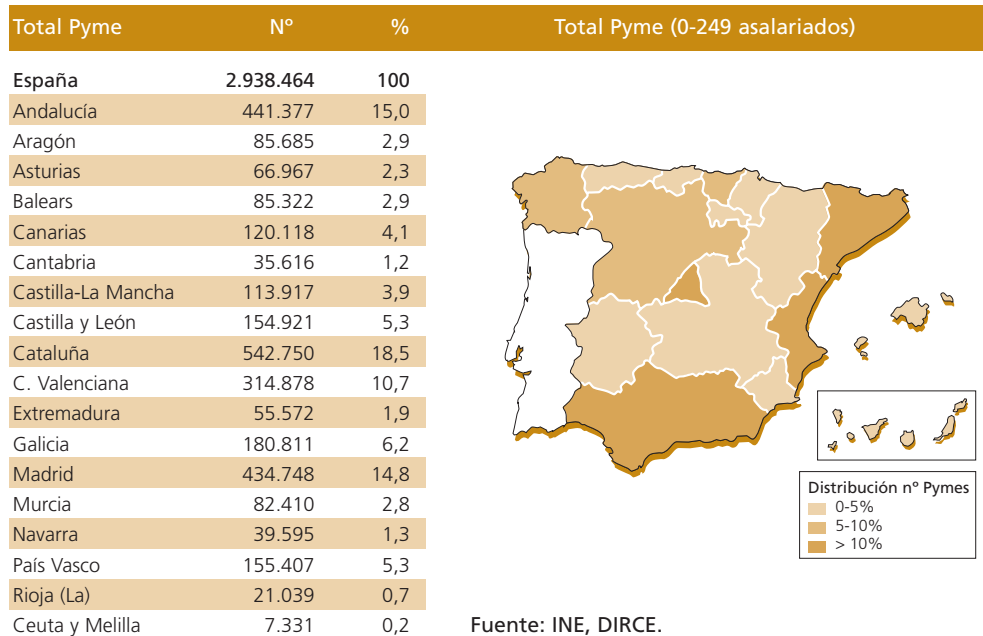 Total Pyme Nº % Total Pyme (0-249 asalariados)
España 2.938.464 100
Andalucía 441.377 15,0
Aragón 85.685 2,9
Asturias 66.967 2,3
Balears 85.322 2,9
Canarias 120.118 4,1
Cantabria 35.616 1,2
Castilla-La Mancha 113.917 3,9
Castilla y León 154.921 5,3
Cataluña 542.750 18,5
C. Valenciana 314.878 10,7
Extremadura 55.572 1,9
Galicia 180.811 6,2
Madrid 434.748 14,8
Murcia 82.410 2,8
Navarra 39.595 1,3
País Vasco 155.407 5,3
Rioja (La) 21.039 0,7
Ceuta y Melilla 7.331 0,2
Distribución nº Pymes
0-5%
5-10%
> 10%
Fuente: INE, DIRCE.